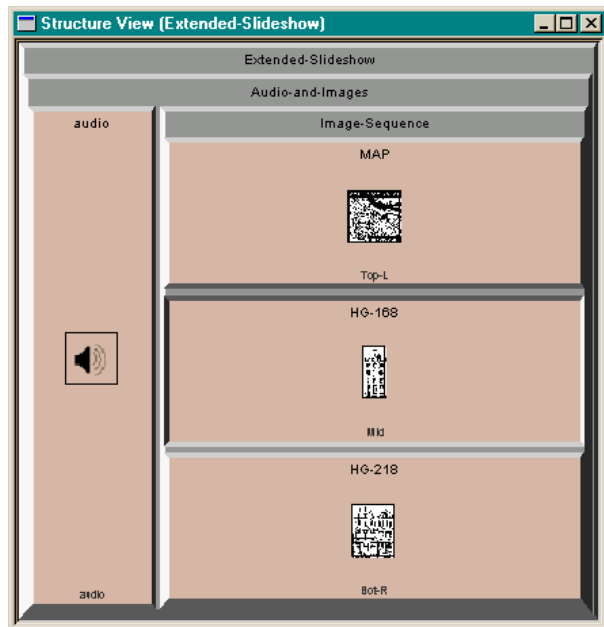 Structure View (Extended-Slideshow)
Extended-Slideshow
Audio-and-Images
audio
Image-Sequence
MAP
Top-L
HG-168
Mid
HG-218
audio
Bot-R